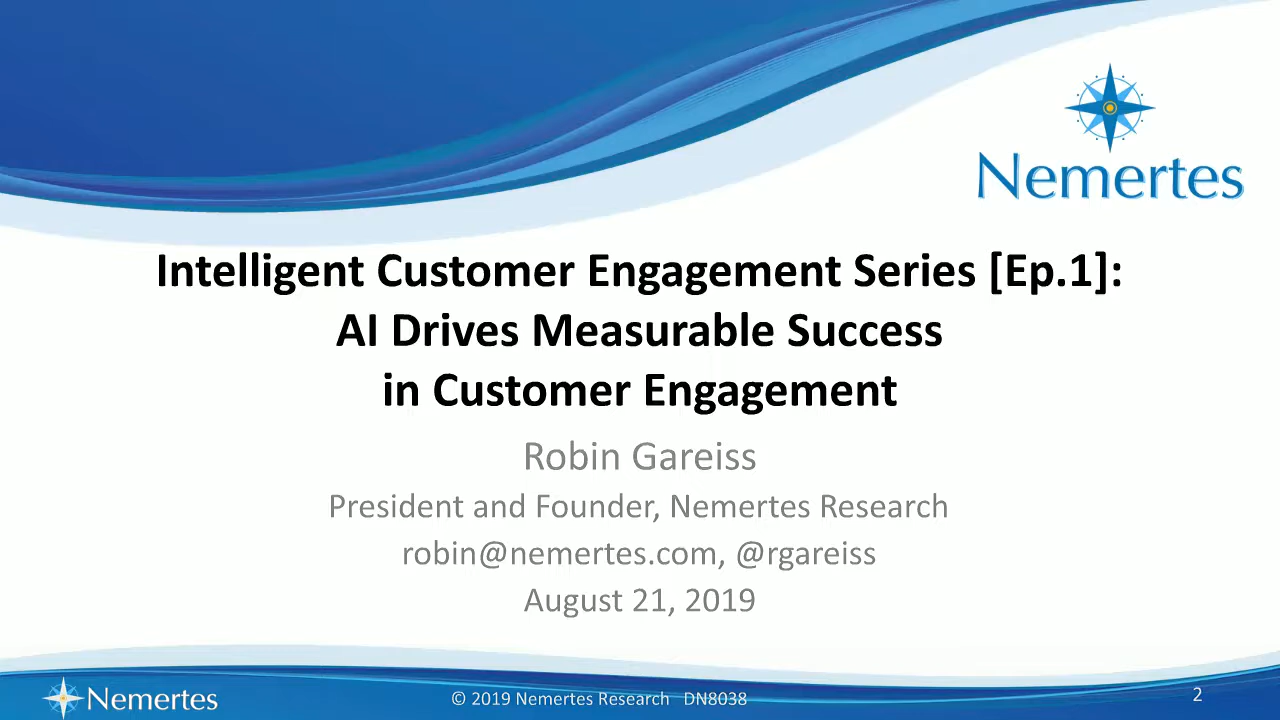 Nemertes
Intelligent Customer Engagement Series [Ep.1]:
AI Drives Measurable Success
in Customer Engagement
Robin Gareiss
President and Founder, Nemertes Research
robin@nemertes.com, @rgareiss
August 21, 2019
Nemertes
© 2019 Nemertes Research DN8038
2